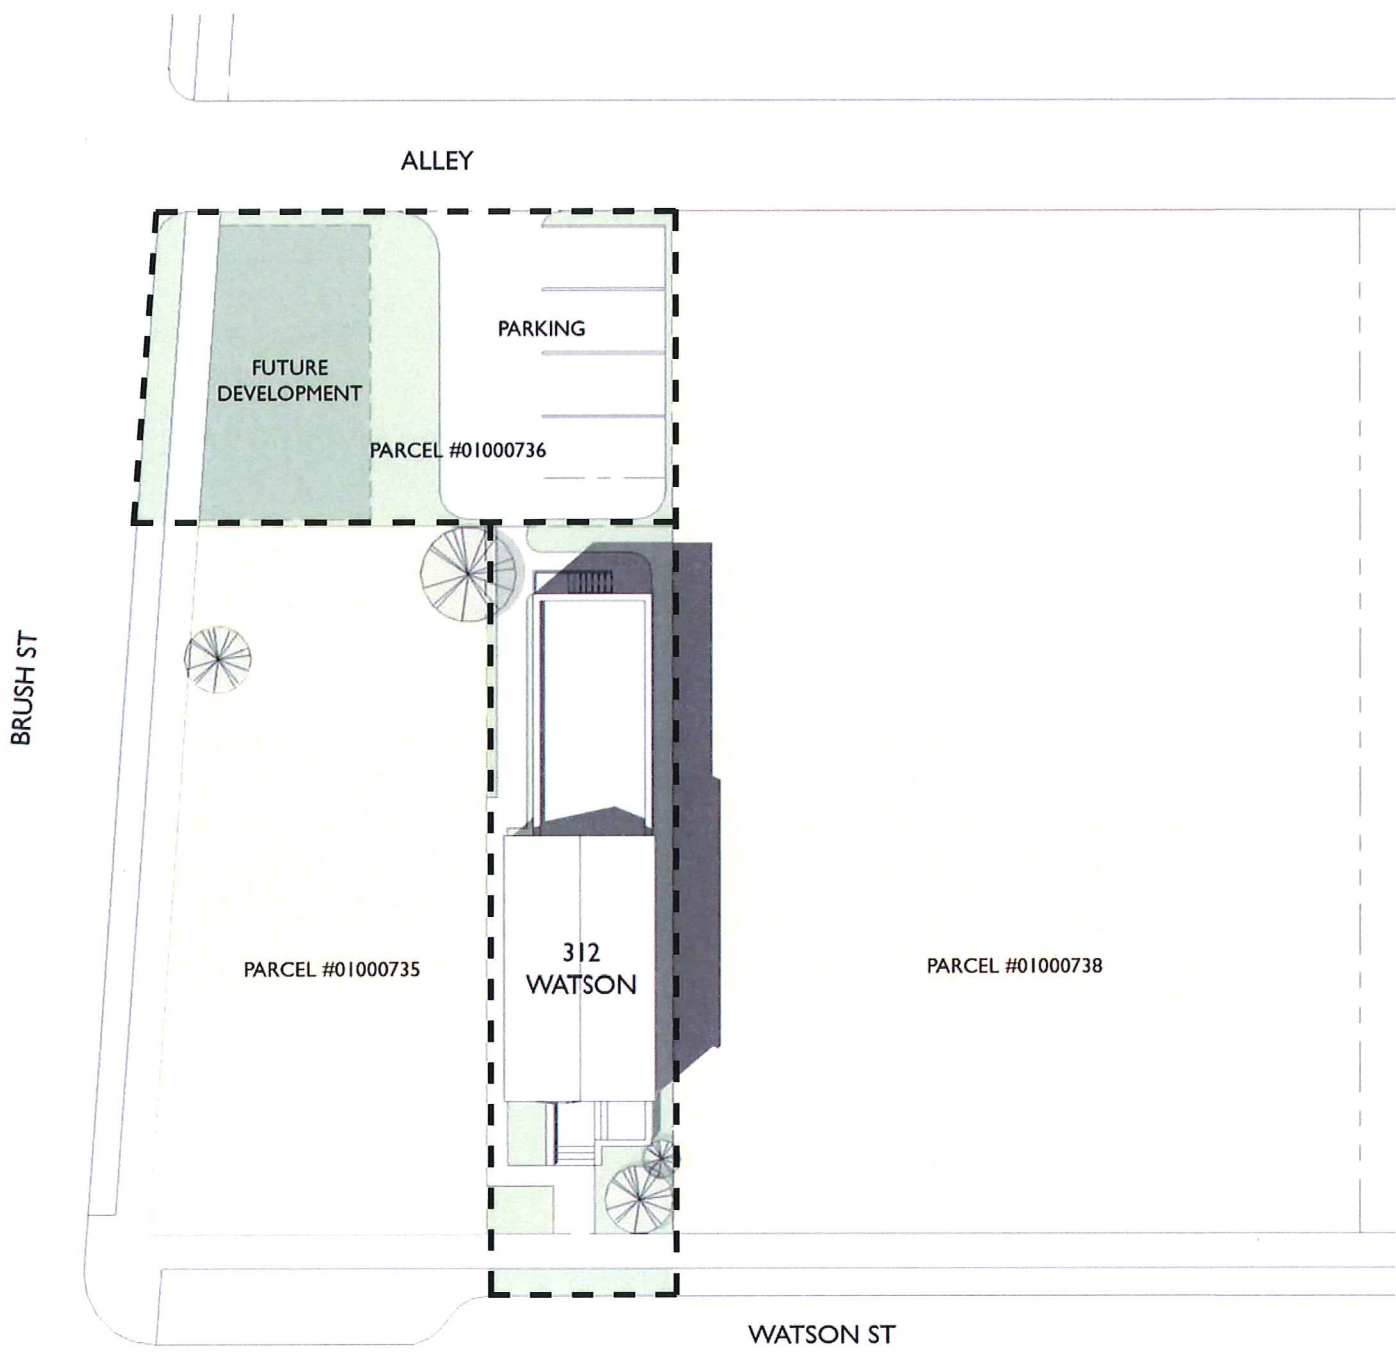 ALLEY
PARKING
FUTURE
DEVELOPMENT
PARCEL #01000736
BRUSH ST
312
WATSON
PARCEL #01000735
PARCEL #01000738
WATSON ST